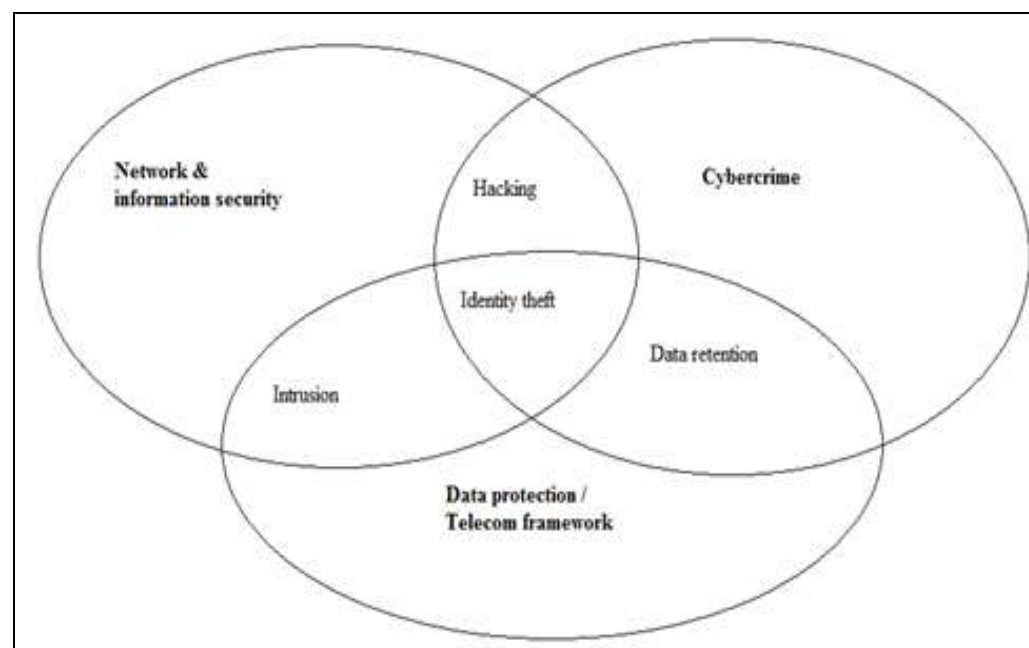 Network &
information security
Hacking
Cybercrime
Identity theft
Data retention
Intrusion
Data protection /
Telecom framework